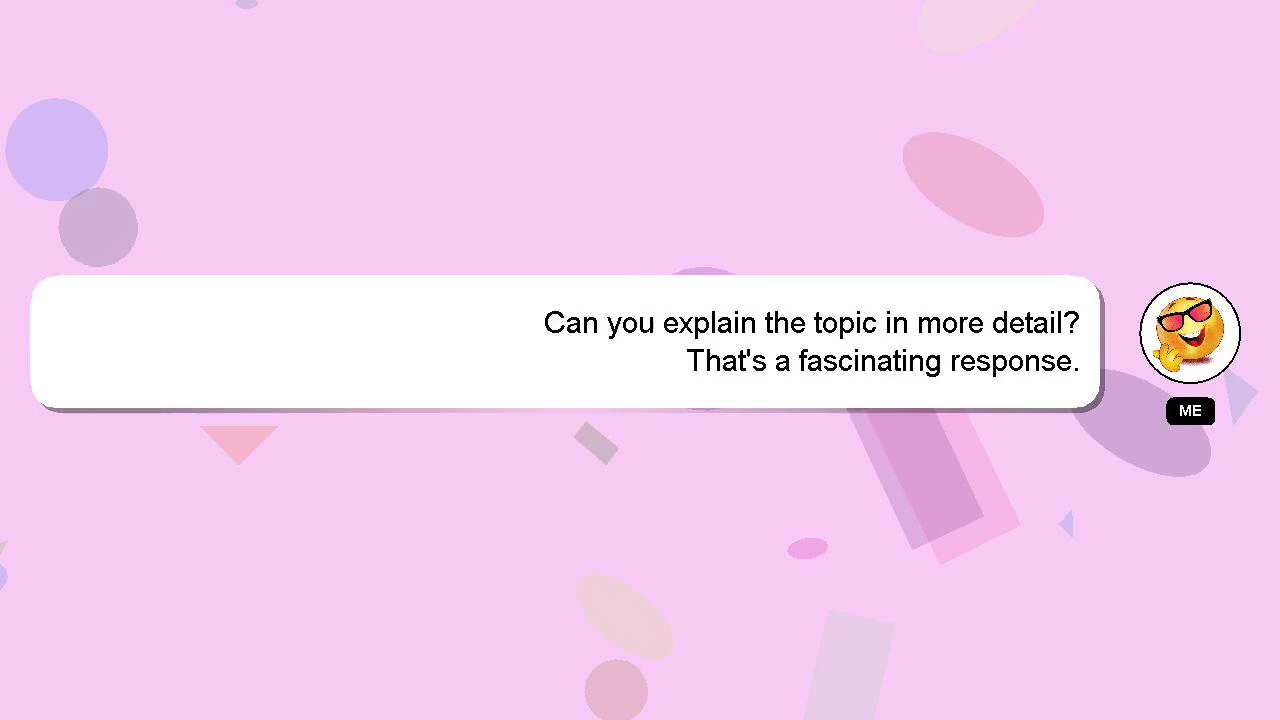 Can you explain the topic in more detail?
That's a fascinating response.
ME